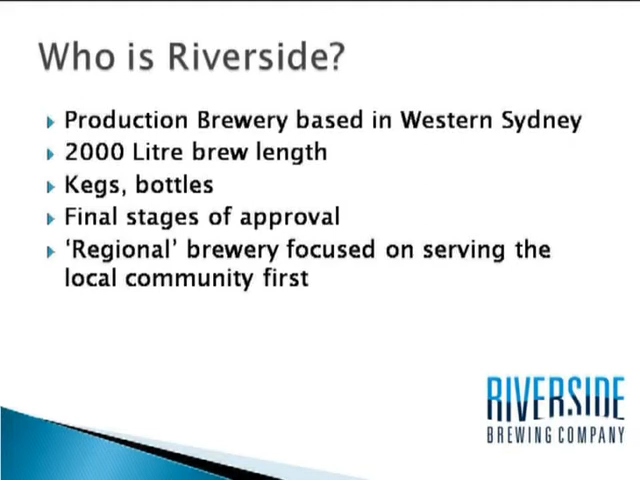 Who is Riverside?
Production Brewery based in Western Sydney
2000 Litre brew length
Kegs, bottles
Final stages of approval
‘Regional’ brewery focused on serving the
local community first
RIVERSIDE
BREWING COMPANY